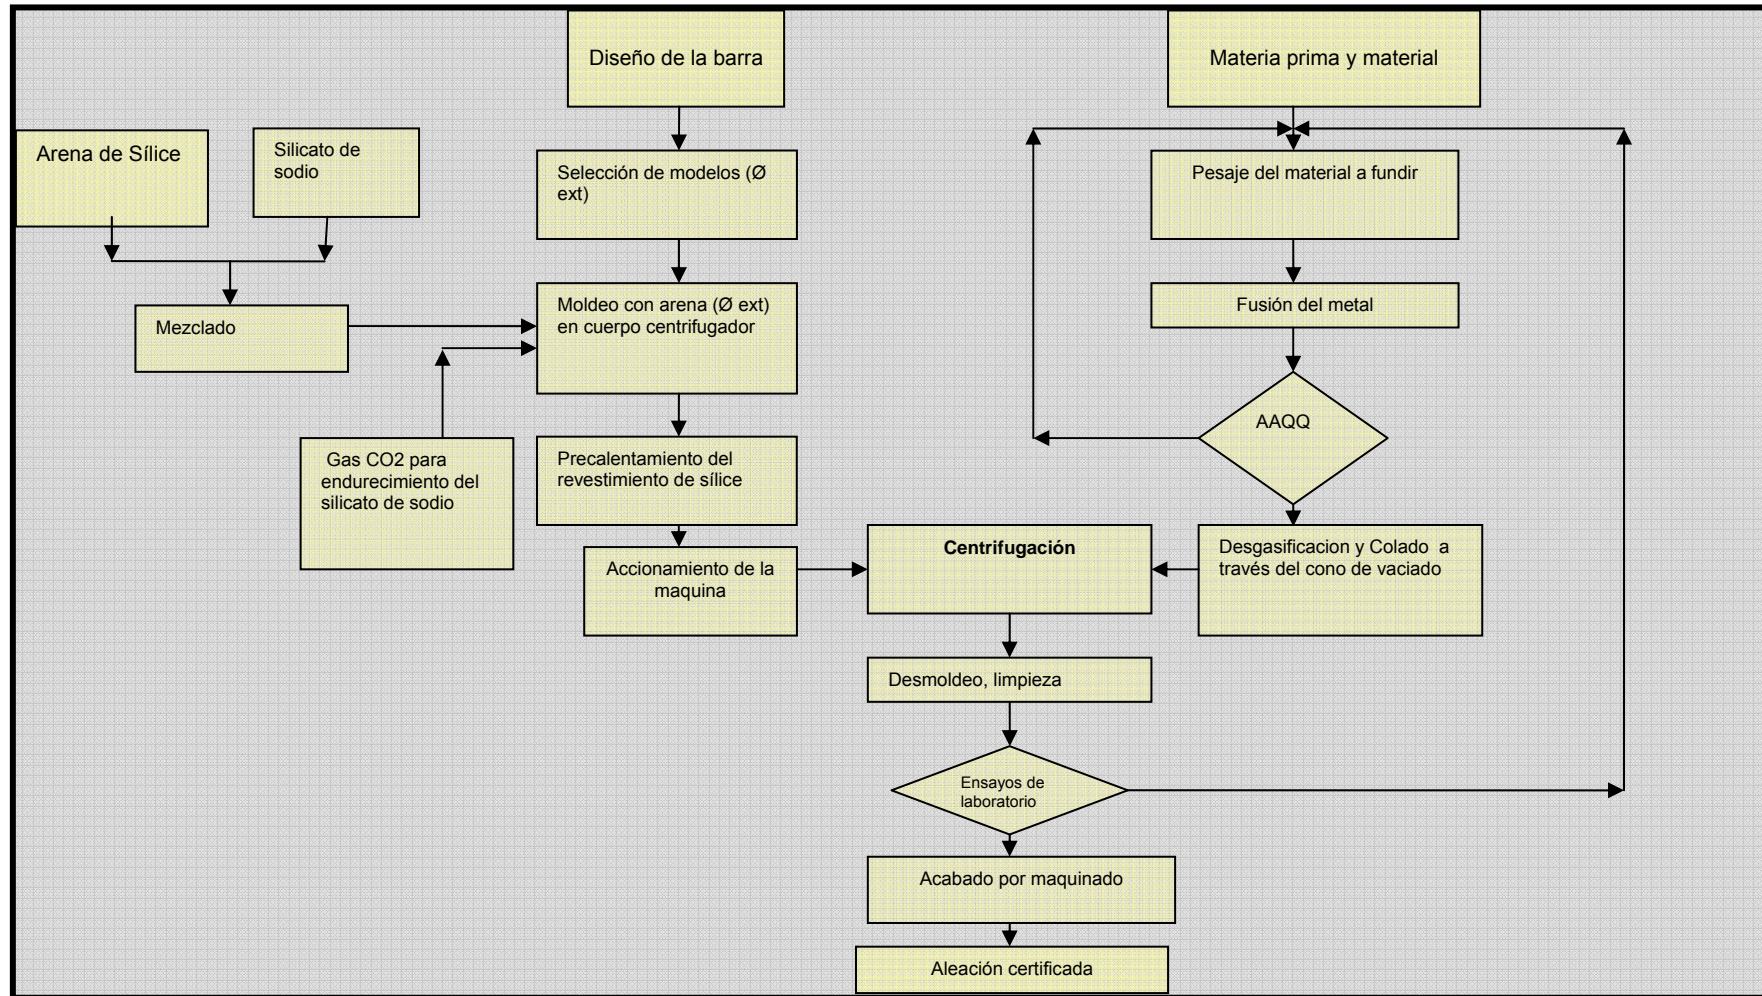 Diseño de la barra
Materia prima y material
Arena de Sílice
Silicato de
sodio
Selección de modelos (Ø
ext)
Pesaje del material a fundir
Mezclado
Moldeo con arena (Ø ext)
en cuerpo centrifugador
Fusión del metal
AAQQ
Gas CO2 para
endurecimiento del
silicato de sodio
Precalentamiento del
revestimiento de sílice
Accionamiento de la
maquina
Centrifugación
Desgasificacion y Colado a
través del cono de vaciado
Desmoldeo, limpieza
Ensayos de
laboratorio
Acabado por maquinado
Aleación certificada